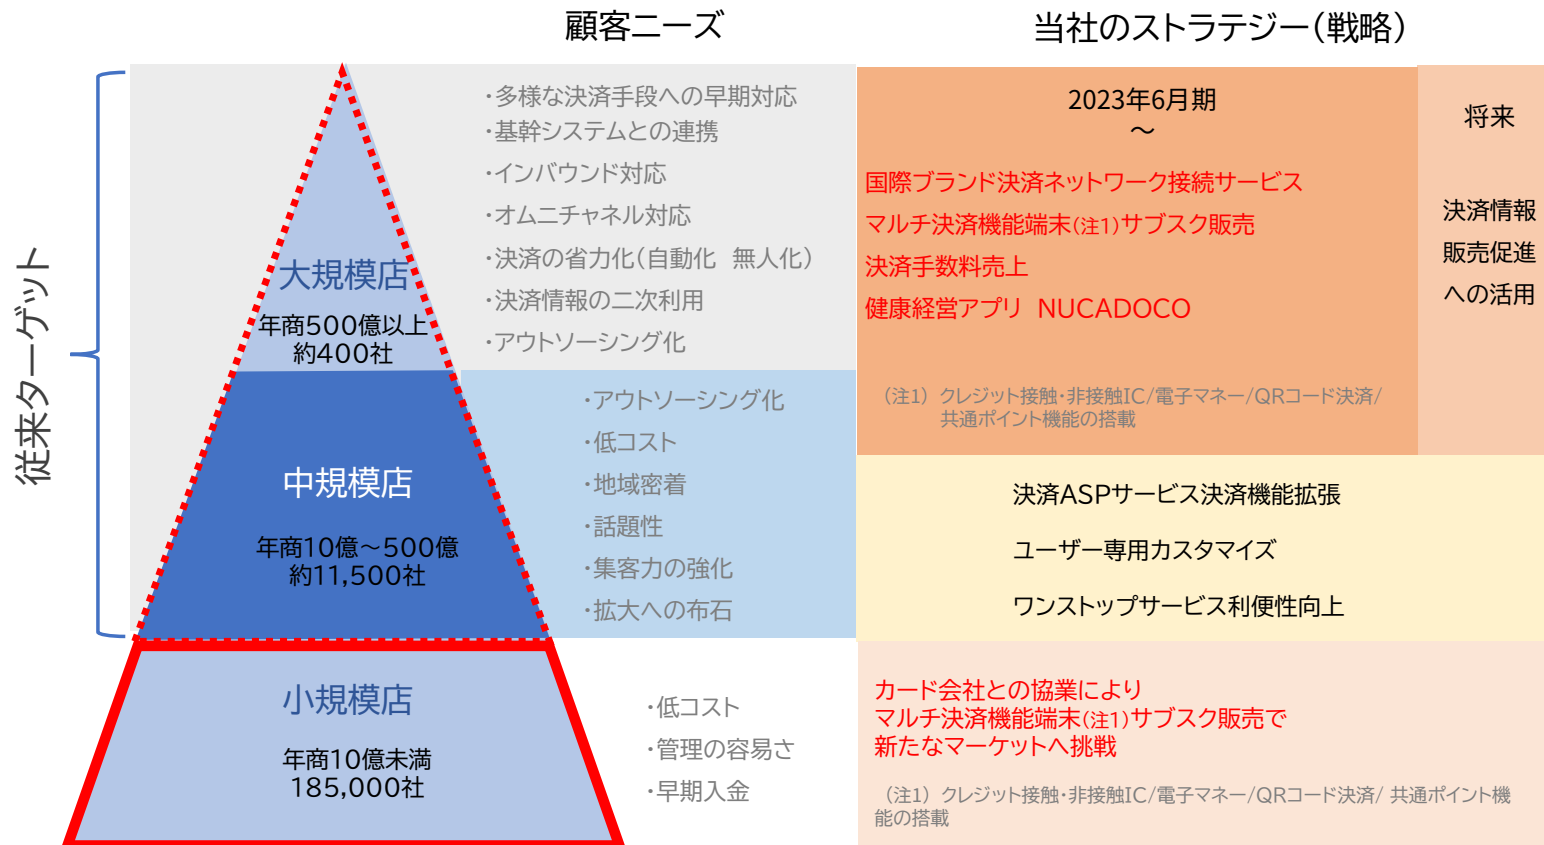 顧客ニーズ
当社のストラテジー(戦略)
従来ターゲット
大規模店
年商500億以上
約400社
・多様な決済手段への早期対応
・基幹システムとの連携
・インバウンド対応
・オムニチャネル対応
・決済の省力化(自動化　無人化)
・決済情報の二次利用
・アウトソーシング化
2023年6月期
～
国際ブランド決済ネットワーク接続サービス
マルチ決済機能端末(注1)サブスク販売
決済手数料売上
健康経営アプリ　NUCADOCO
(注1)　クレジット接触・非接触IC/電子マネー/QRコード決済/
共通ポイント機能の搭載
将来
決済情報
販売促進
への活用
中規模店
年商10億～500億
約11,500社
・アウトソーシング化
・低コスト
・地域密着
・話題性
・集客力の強化
・拡大への布石
決済ASPサービス決済機能拡張
ユーザー専用カスタマイズ
ワンストップサービス利便性向上
小規模店
年商10億未満
185,000社
・低コスト
・管理の容易さ
・早期入金
カード会社との協業により
マルチ決済機能端末(注1)サブスク販売で
新たなマーケットへ挑戦
(注1)　クレジット接触・非接触IC/電子マネー/QRコード決済/ 共通ポイント機
能の搭載